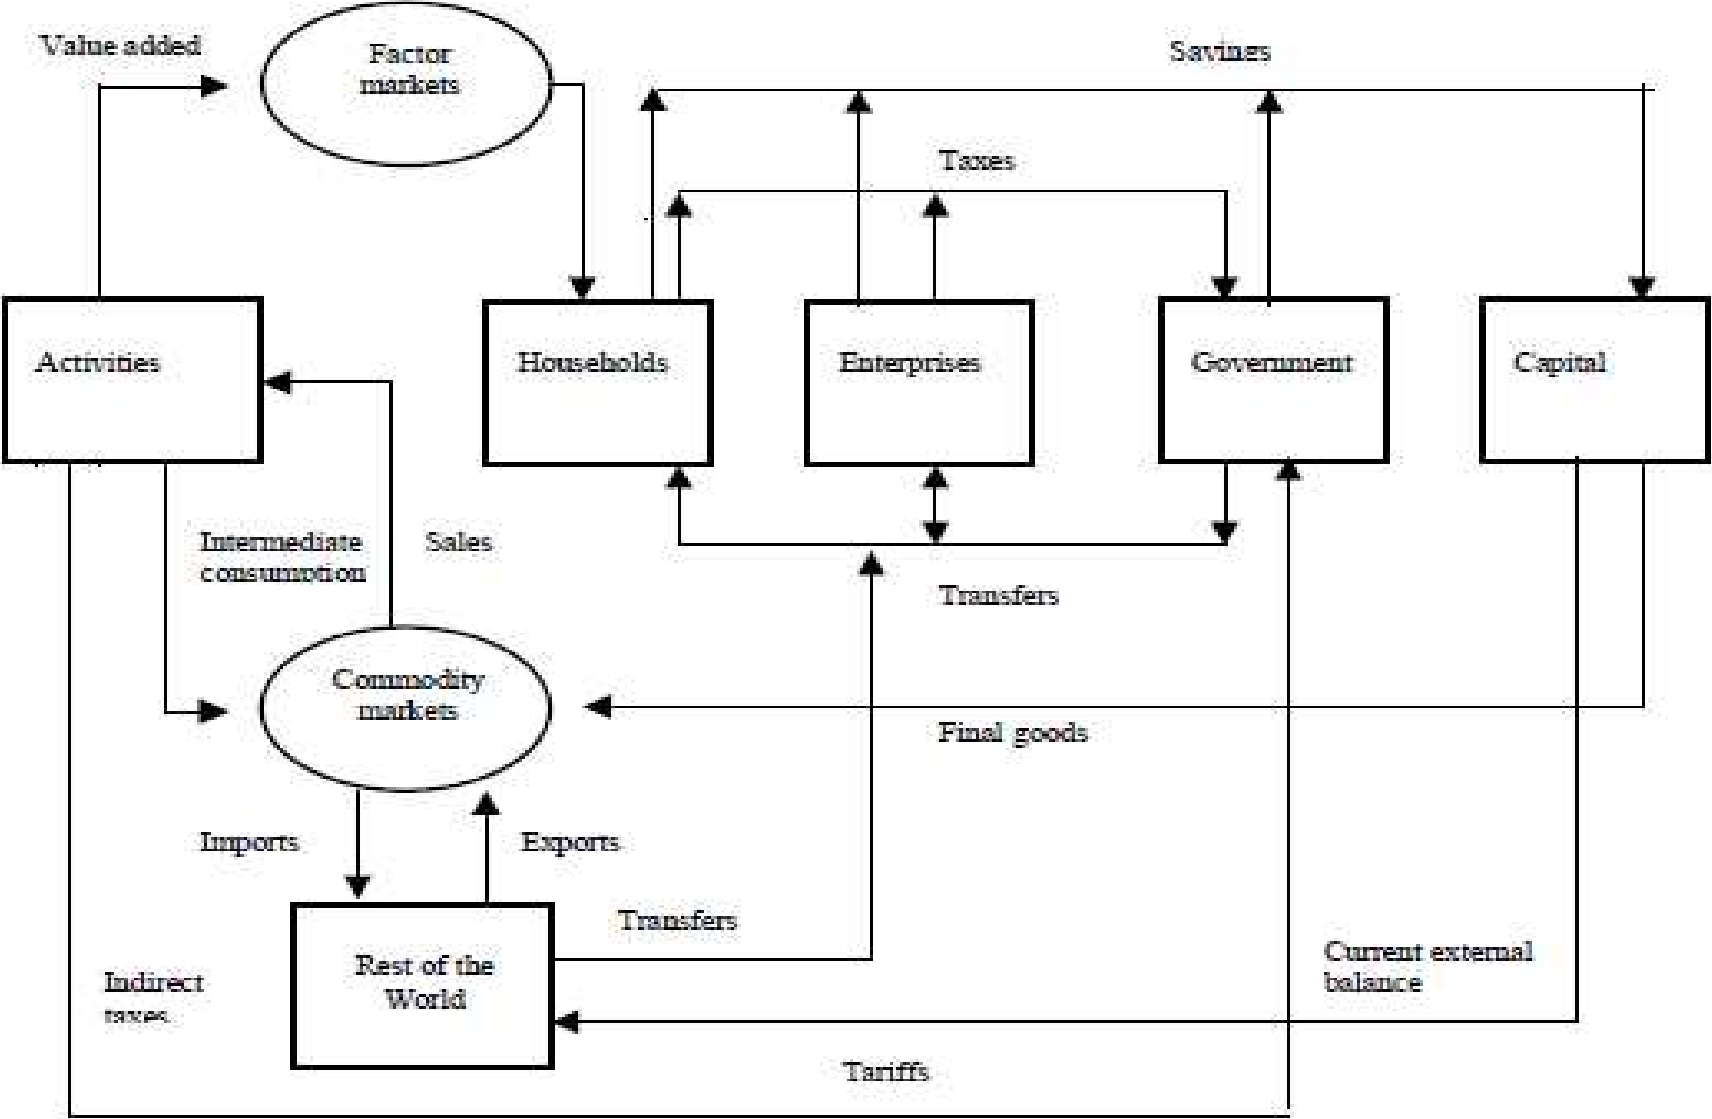 Value added
Factor
markets
Savings
Taxes
Activities
Households
Enterprises
Government
Capital
Intermediate
consumption
Sales
Transfers
Commodity
markets
Final goods
Imports
Exports
Transfers
Rest of the
World
Current external
balance
Indirect
taxes
Tariffs